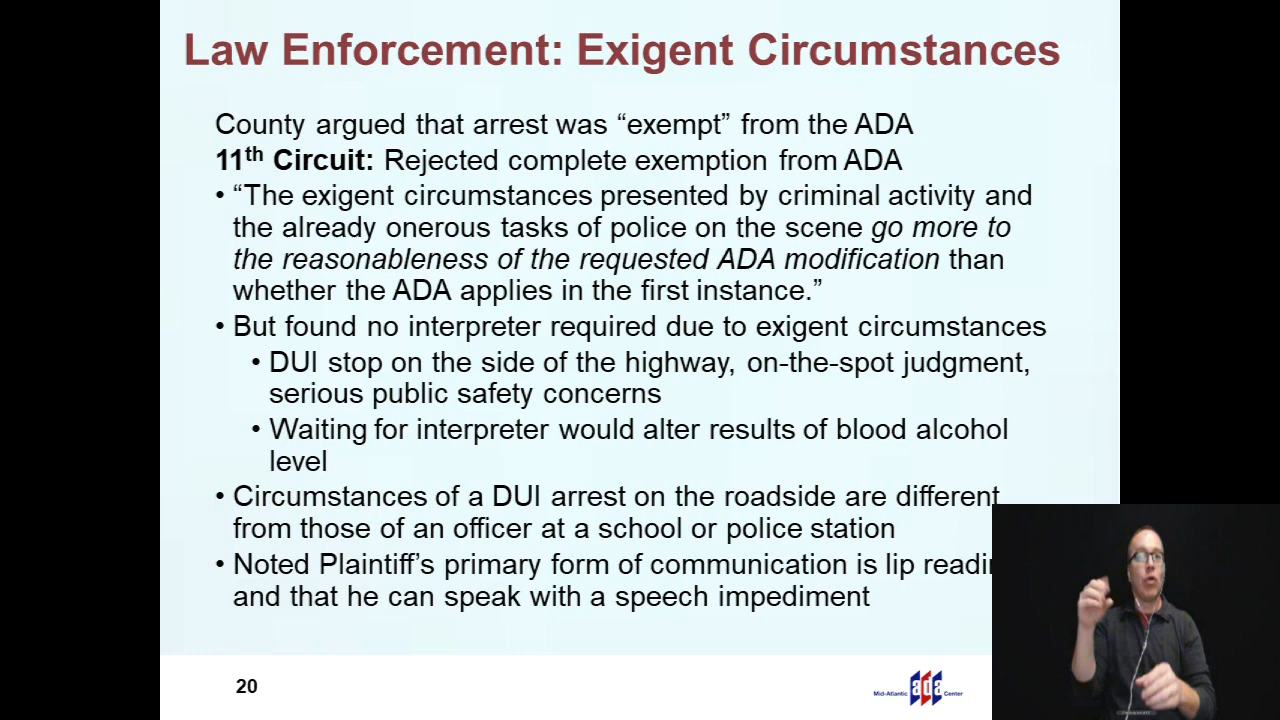 Law Enforcement: Exigent Circumstances
County argued that arrest was “exempt” from the ADA
11th Circuit: Rejected complete exemption from ADA
• “The exigent circumstances presented by criminal activity and
the already onerous tasks of police on the scene go more to
the reasonableness of the requested ADA modification than
whether the ADA applies in the first instance.”
• But found no interpreter required due to exigent circumstances
• DUI stop on the side of the highway, on-the-spot judgment,
serious public safety concerns
• Waiting for interpreter would alter results of blood alcohol
level
• Circumstances of a DUI arrest on the roadside are different
from those of an officer at a school or police station
• Noted Plaintiff’s primary form of communication is lip readin
and that he can speak with a speech impediment
20
Mid-Atlantic ada Center